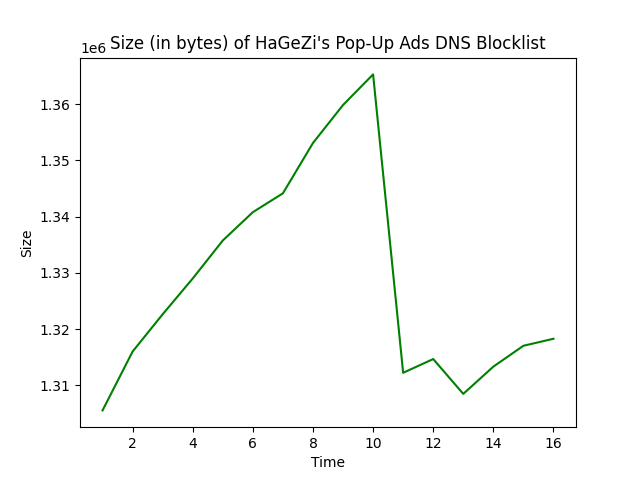 1e6
Size (in bytes) of HaGeZi's Pop-Up Ads DNS Blocklist
1.36
1.35
1.34
1.33
1.32
1.31
Size
2 4 6 8 10 12 14 16
Time